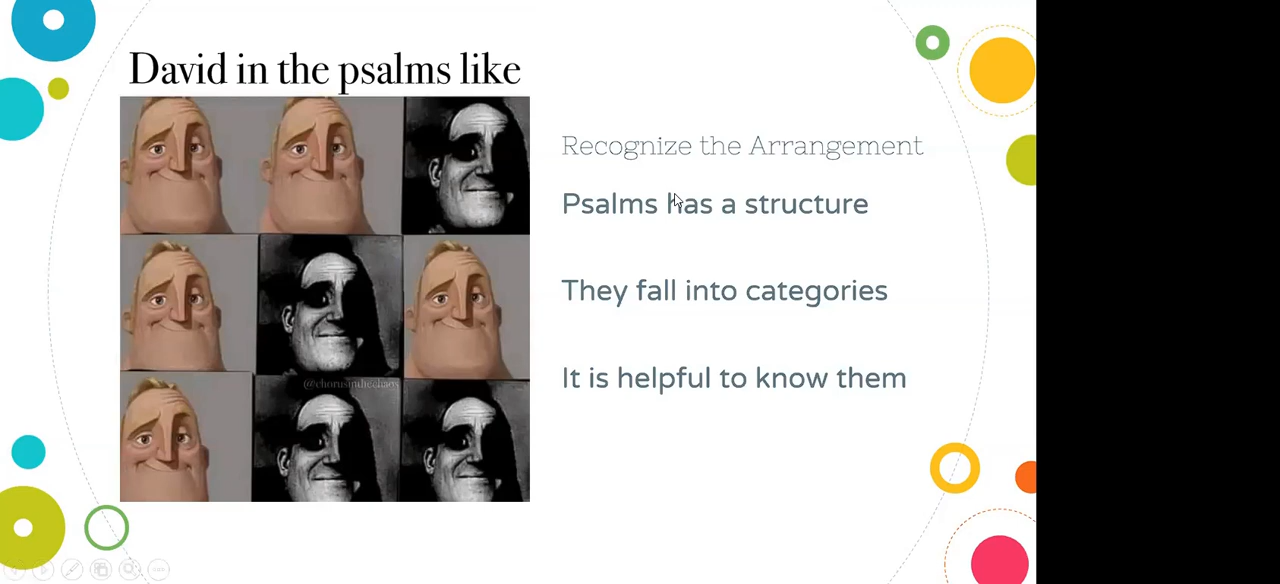 David in the psalms like
Recognize the Arrangement
Psalms has a structure
They fall into categories
It is helpful to know them
@chorusinthechaos